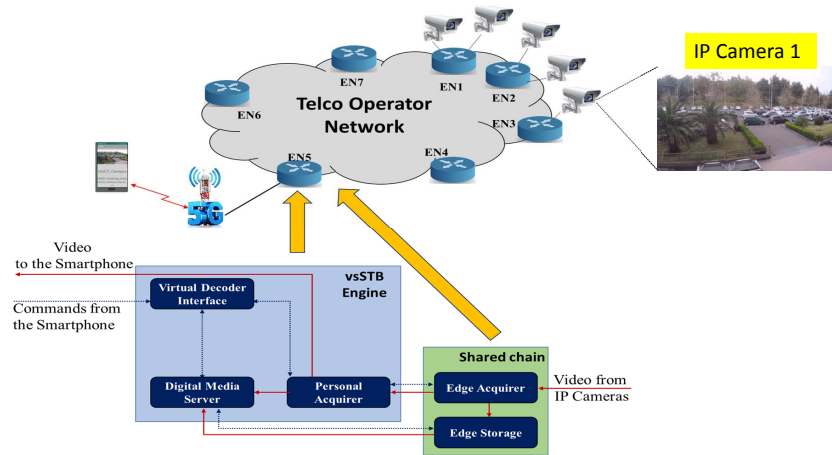 IP Camera 1
EN1
EN2
EN3
EN7
EN6
Telco Operator
Network
EN5
EN4
5G
Video
to the Smartphone
Commands from
the Smartphone
vsSTB
Engine
Virtual Decoder
Interface
Digital Media
Server
Personal
Acquirer
Shared chain
Edge Acquirer
Edge Storage
Video from
IP Cameras